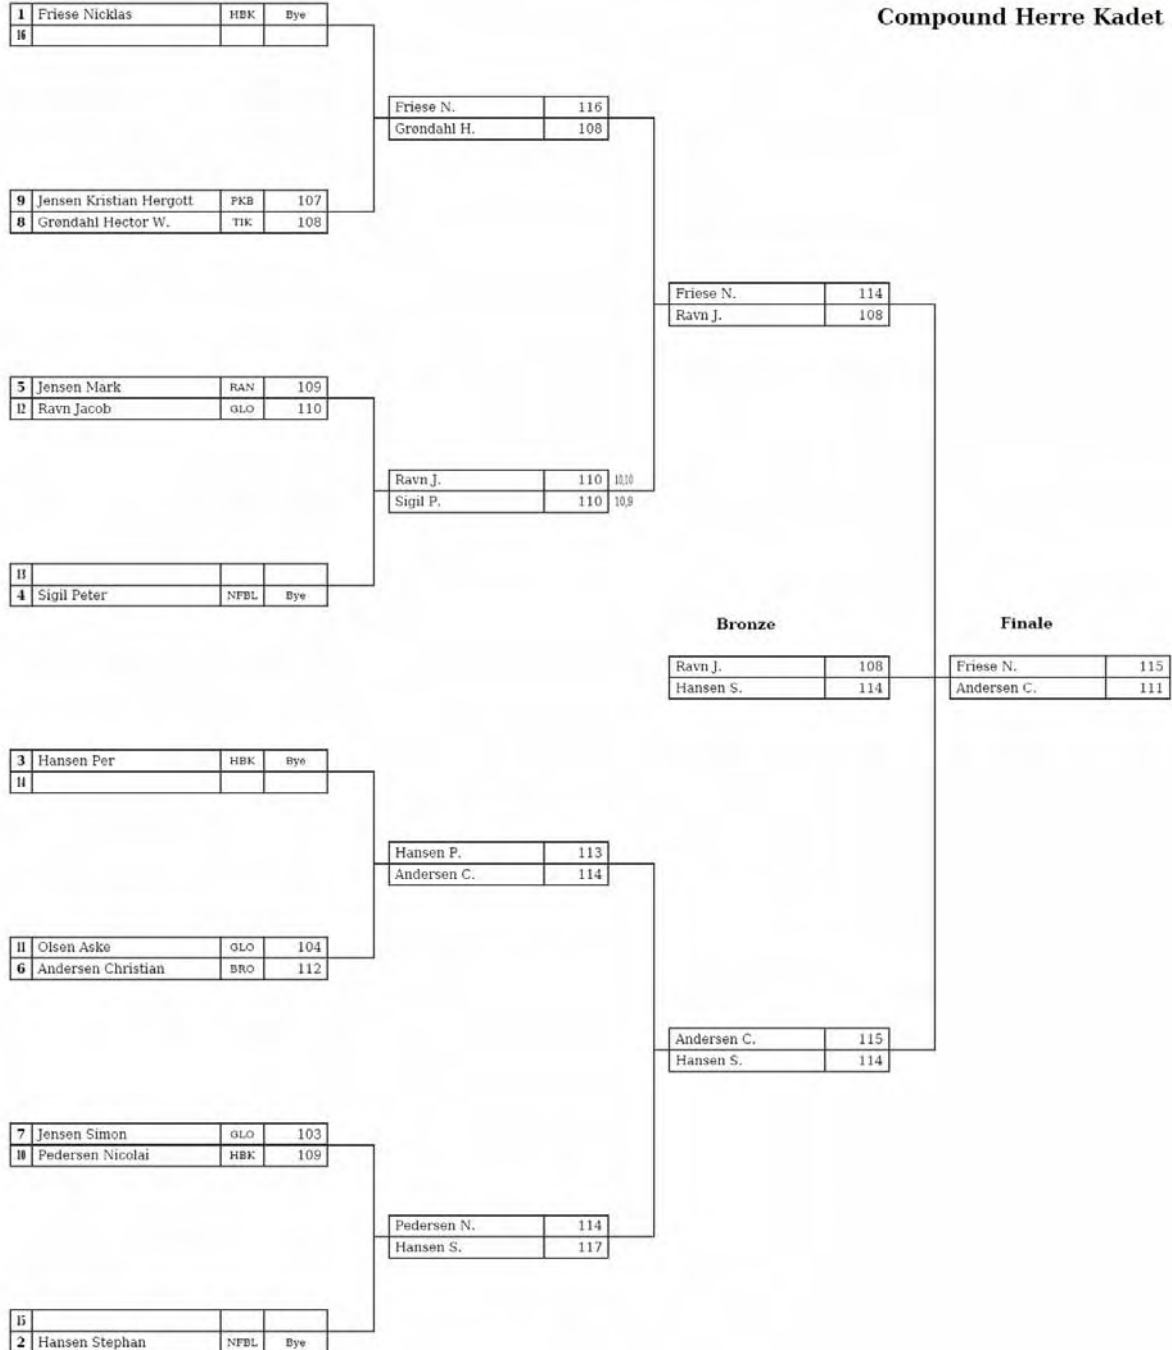 Compound Herre Kadet
1 Friese Nicklas HBK Bye
16
Friese N. 116
Grøndahl H. 108
9 Jensen Kristian Hergott PKB 107
8 Grøndahl Hector W. TIK 108
Friese N. 114
Ravn J. 108
5 Jensen Mark RAN 109
12 Ravn Jacob GLO 110
Ravn J. 110 10,10
Sigil P. 110 10,9
13
4 Sigil Peter NFBL Bye
Bronze Finale
Ravn J. 108 Friese N. 115
Hansen S. 114 Andersen C. 111
3 Hansen Per HBK Bye
14
Hansen P. 113
Andersen C. 114
11 Olsen Aske GLO 104
6 Andersen Christian BRO 112
Andersen C. 115
Hansen S. 114
7 Jensen Simon GLO 103
10 Pedersen Nicolai HBK 109
Pedersen N. 114
Hansen S. 117
15
2 Hansen Stephan NFBL Bye